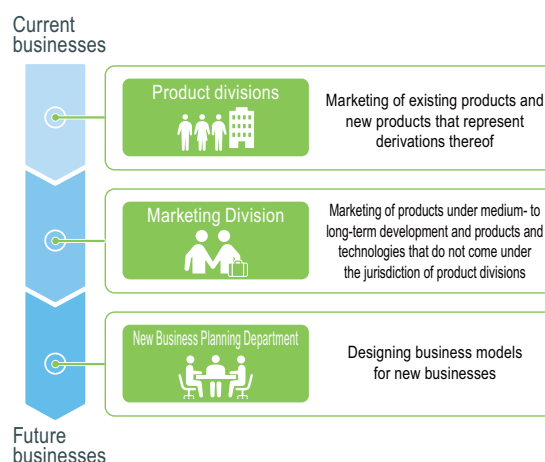 Current
businesses
Product divisions
Marketing of existing products and
new products that represent
derivations thereof
Marketing Division
Marketing of products under medium- to
long-term development and products and
technologies that do not come under
the jurisdiction of product divisions
New Business Planning Department
Designing business models
for new businesses
Future
businesses